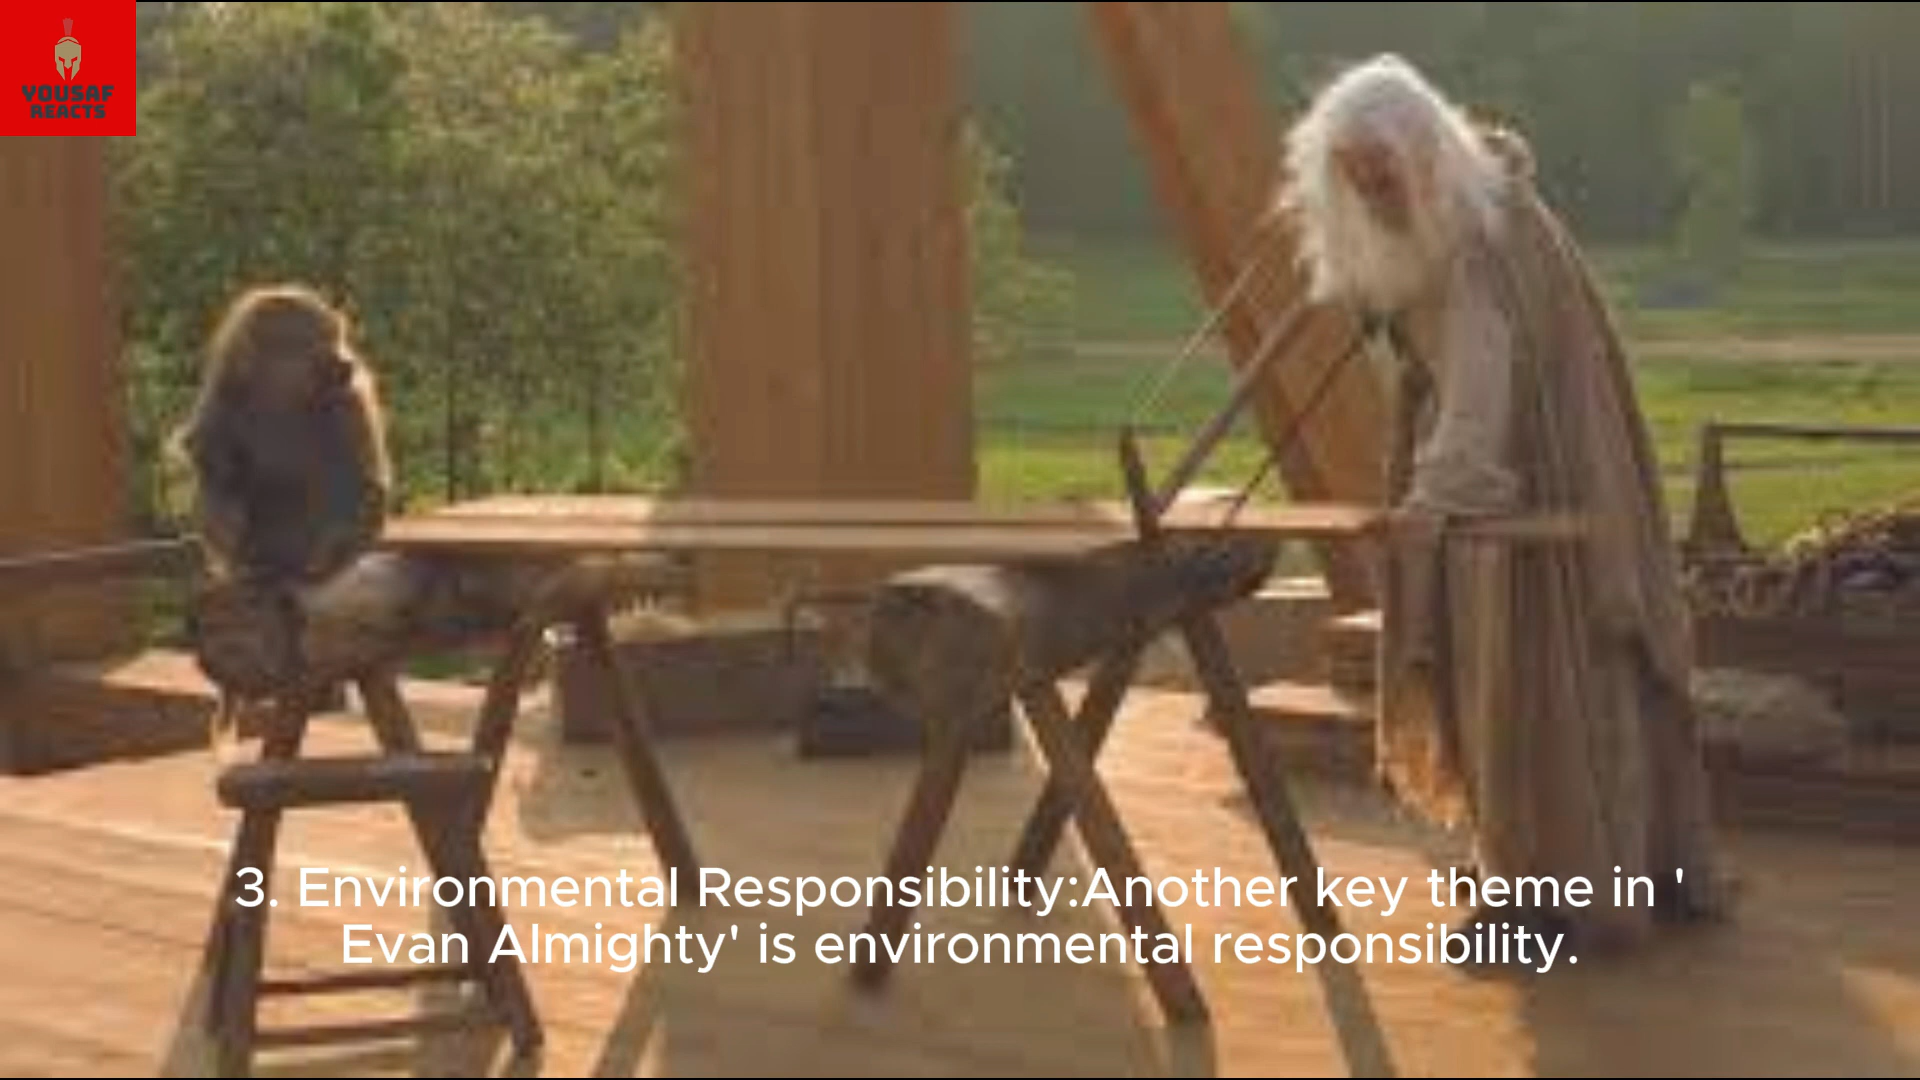 YOUSAF
REACTS
3. Environmental Responsibility:Another key theme in '
Evan Almighty' is environmental responsibility.